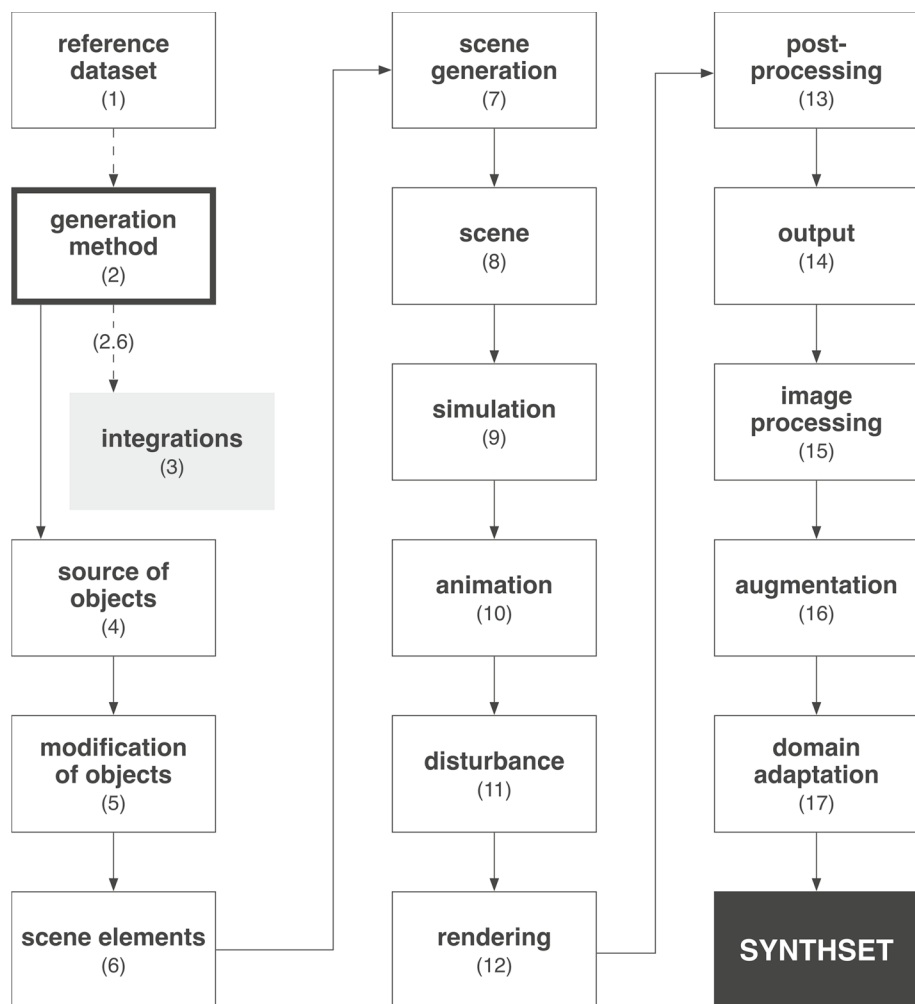 reference
dataset
(1)
generation
method
(2)
(2.6)
integrations
(3)
source of
objects
(4)
modification
of objects
(5)
scene elements
(6)
scene
generation
(7)
scene
(8)
simulation
(9)
animation
(10)
disturbance
(11)
rendering
(12)
post-
processing
(13)
output
(14)
image
processing
(15)
augmentation
(16)
domain
adaptation
(17)
SYNTHSET